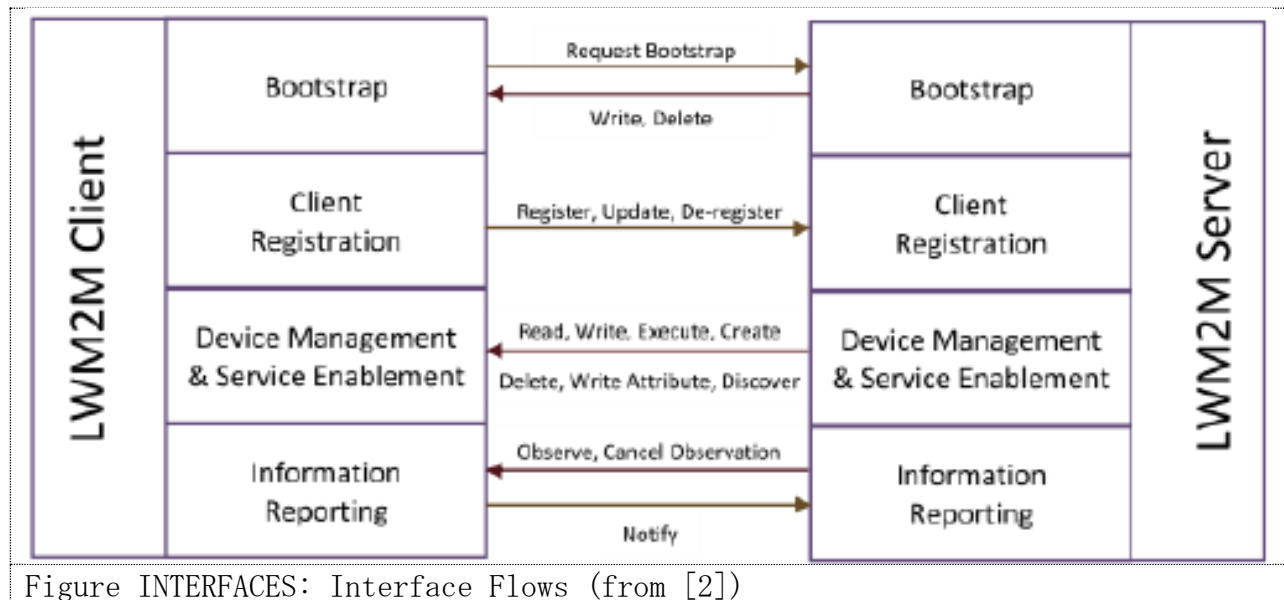 LWM2M Client
Bootstrap
Request Bootstrap
Write, Delete
Bootstrap
Client
Registration
Register, Update, De-register
Client
Registration
Device Management
& Service Enablement
Read, Write, Execute, Create
Delete, Write Attribute, Discover
Device Management
& Service Enablement
Information
Reporting
Observe, Cancel Observation
Notify
Information
Reporting
LWM2M Server
Figure INTERFACES: Interface Flows (from [2])